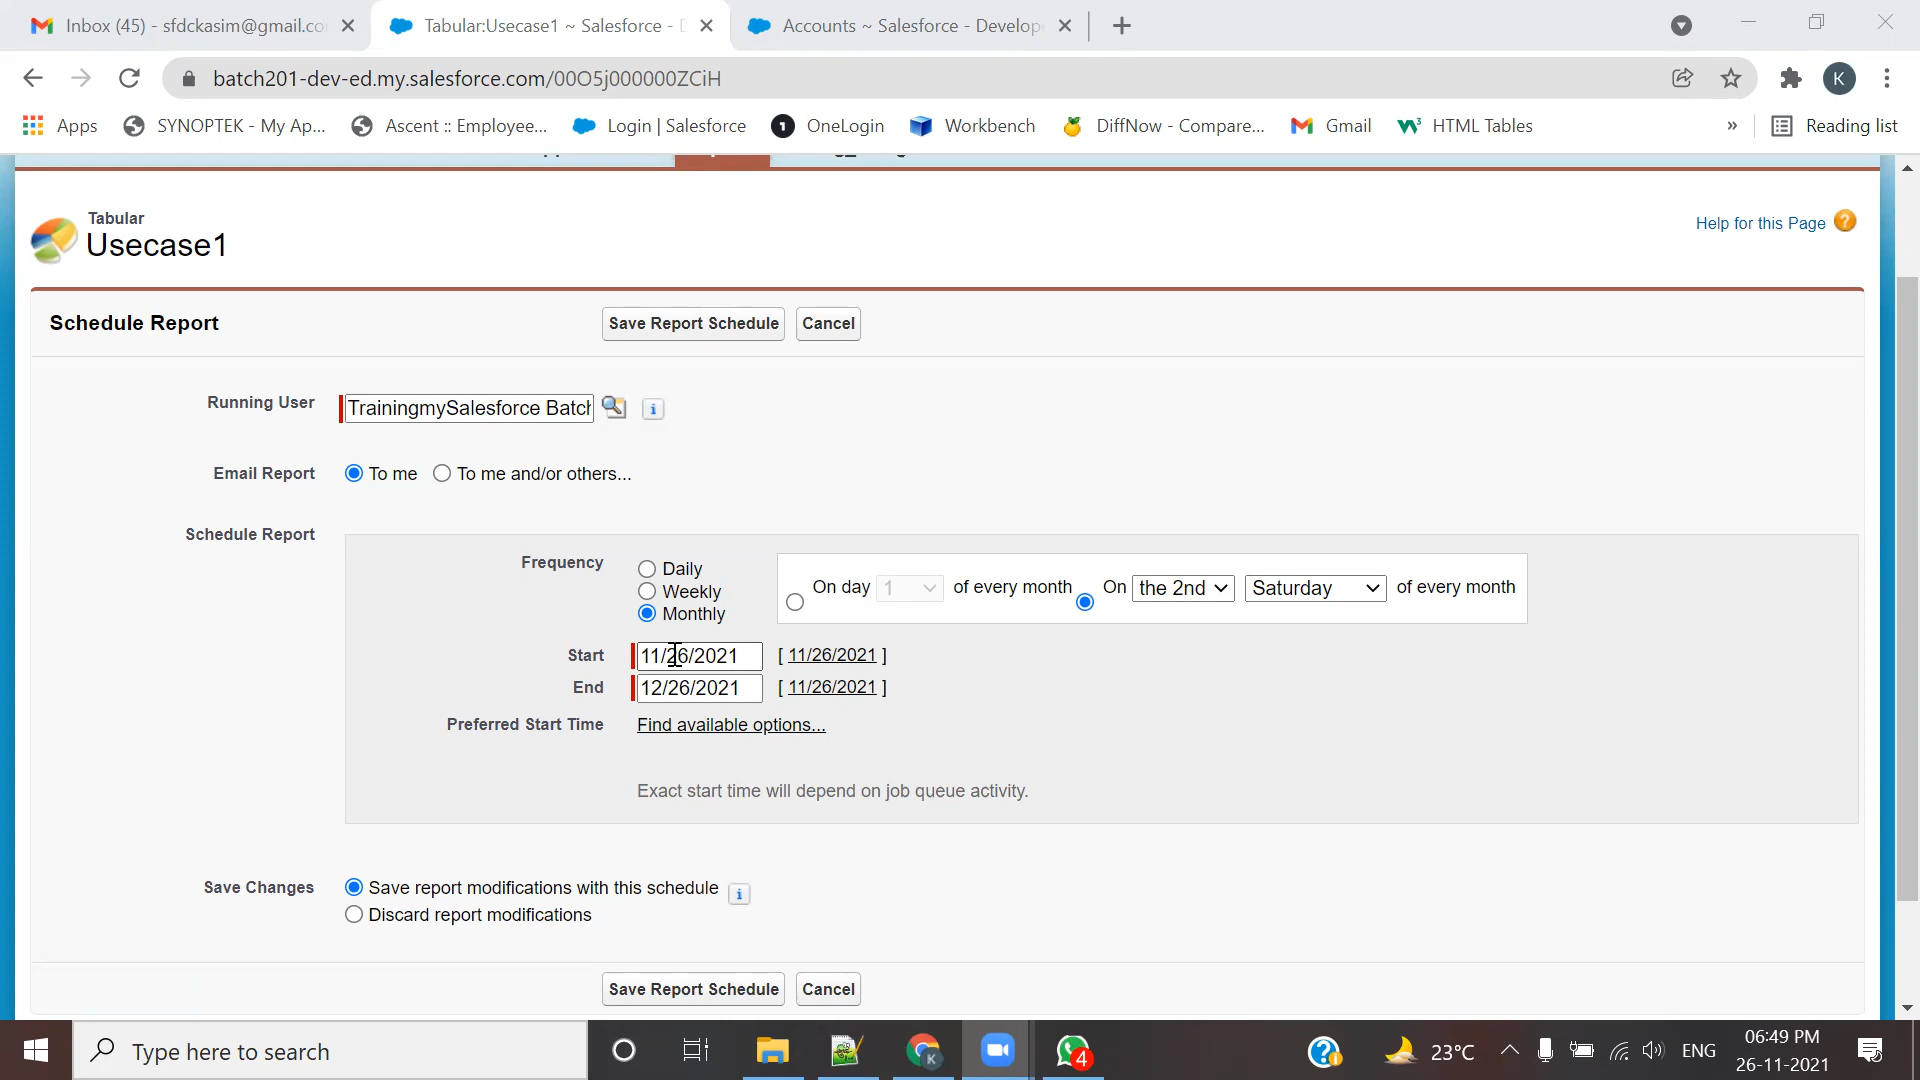 Inbox (45) - sfdckasim@gmail.co
Tabular:Usecase1 ~ Salesforce - D
Accounts ~ Salesforce - Develop
batch201-dev-ed.my.salesforce.com/00O5j000000ZCiH
K
Apps
SYNOPTEK - My Ap...
Ascent :: Employee...
Login | Salesforce
1 OneLogin
Workbench
DiffNow - Compare...
Gmail
HTML Tables
»
Reading list
Tabular
Usecase1
Help for this Page ?
Schedule Report
Save Report Schedule
Cancel
Running User
TrainingmySalesforce Batch
i
Email Report
To me
To me and/or others...
Schedule Report
Frequency
Daily
Weekly
Monthly
On day 1 of every month
On the 2nd Saturday of every month
Start
11/26/2021
[ 11/26/2021 ]
End
12/26/2021
[ 11/26/2021 ]
Preferred Start Time
Find available options...
Exact start time will depend on job queue activity.
Save Changes
Save report modifications with this schedule
i
Discard report modifications
Save Report Schedule
Cancel
Type here to search
K
4
?
23°C
ENG
06:49 PM
26-11-2021